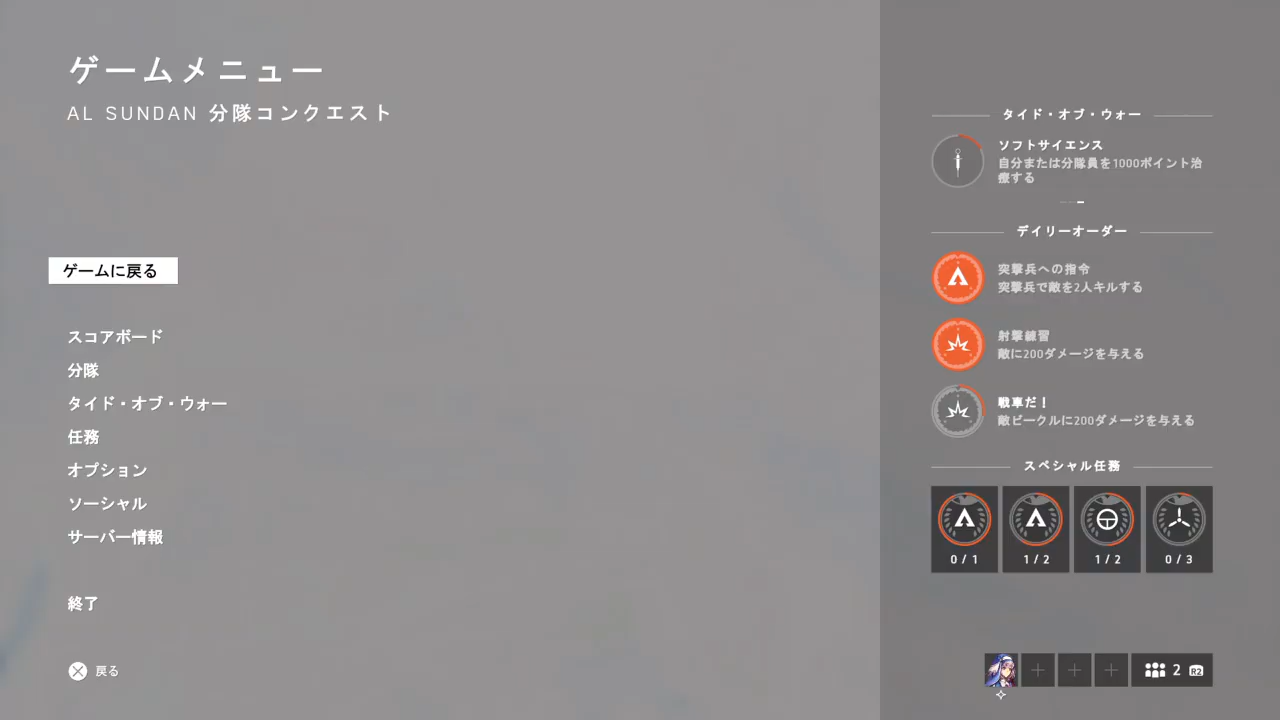 ゲームメニュー
AL SUNDAN 分隊コンクエスト
ゲームに戻る
スコアボード
分隊
タイド・オブ・ウォー
任務
オプション
ソーシャル
サーバー情報
終了
戻る
タイド・オブ・ウォー
ソフトサイエンス
自分または分隊員を1000ポイント治
療する
デイリーオーダー
突撃兵への指令
突撃兵で敵を2人キルする
射撃練習
敵に200ダメージを与える
戦車だ！
敵ビークルに200ダメージを与える
スペシャル任務
0 / 1
1 / 2
1 / 2
0 / 3
2 R2